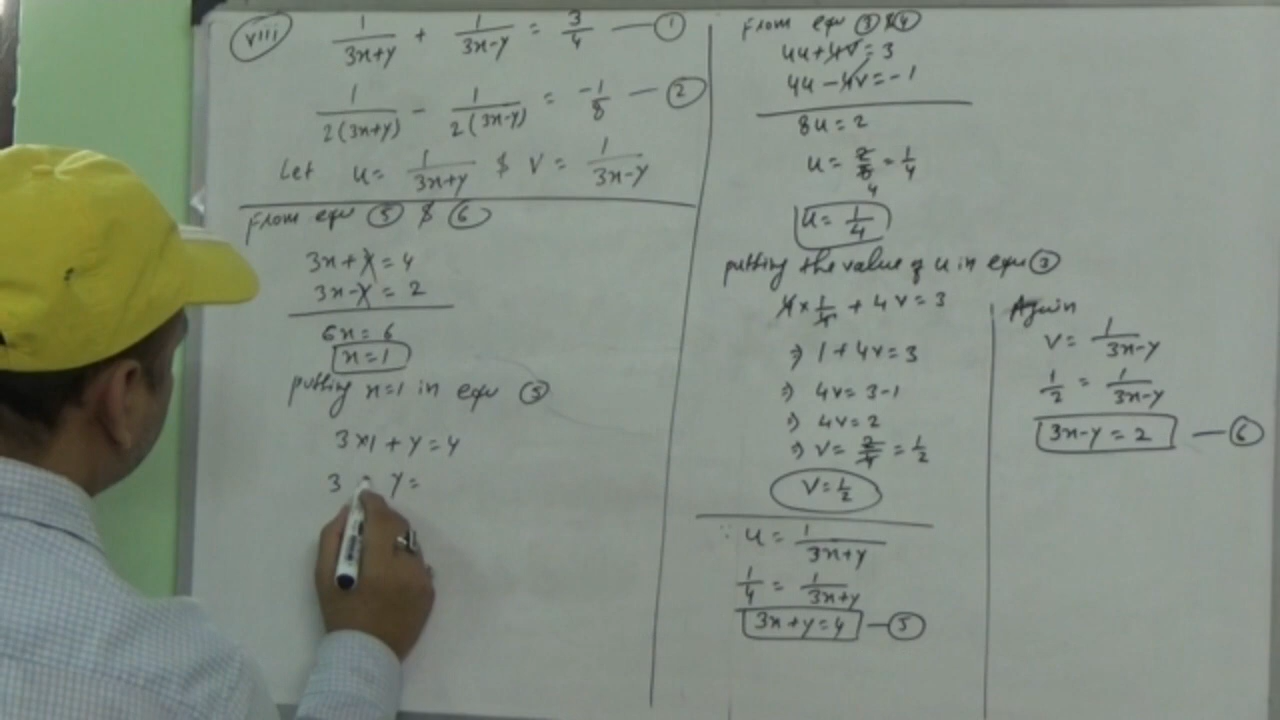 viii 1/(3x+y) + 1/(3x-y) = 3/4 — ①
1/(2(3x+y)) - 1/(2(3x-y)) = -1/8 — ②
Let u = 1/(3x+y) $ v = 1/(3x-y)
From equ ⑤ $ ⑥
3x+y = 4
3x-y = 2
6x = 6
x=1
putting x=1 in equ ⑤
3×1 + y = 4
3 y =
From equ ③ $ ④
4u+4v = 3
4u-4v = -1
8u = 2
u = 2/8 = 1/4
4
u = 1/4
putting the value of u in equ ③
4×1/4 + 4v = 3
⇒ 1+4v = 3
⇒ 4v = 3-1
⇒ 4v = 2
⇒ v = 2/4 = 1/2
v = 1/2
∵ u = 1/(3x+y)
1/4 = 1/(3x+y)
3x+y = 4 — ⑤
Again
v = 1/(3x-y)
1/2 = 1/(3x-y)
3x-y = 2 — ⑥